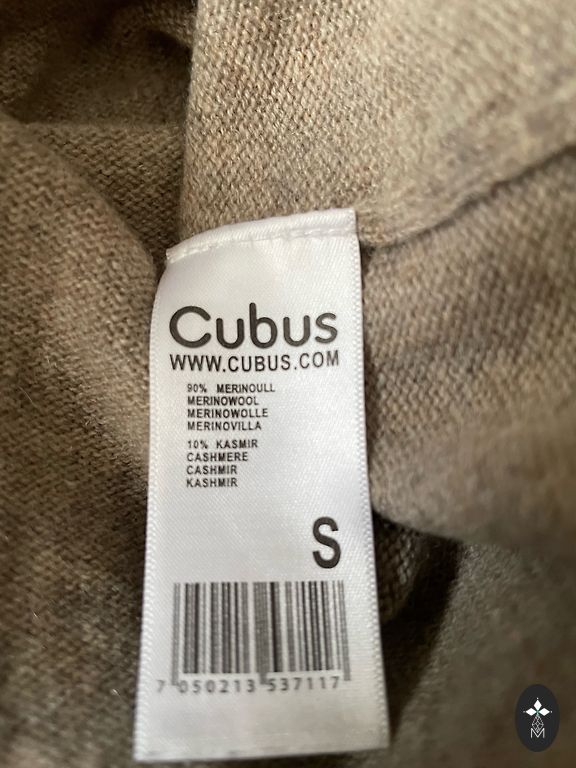 Cubus
WWW.CUBUS.COM
90% MERINOULL
MERINOWOOL
MERINOWOLLE
MERINOVILLA
10% KASMIR
CASHMERE
CASHMIR
KASHMIR
S
7 050213 537117
M